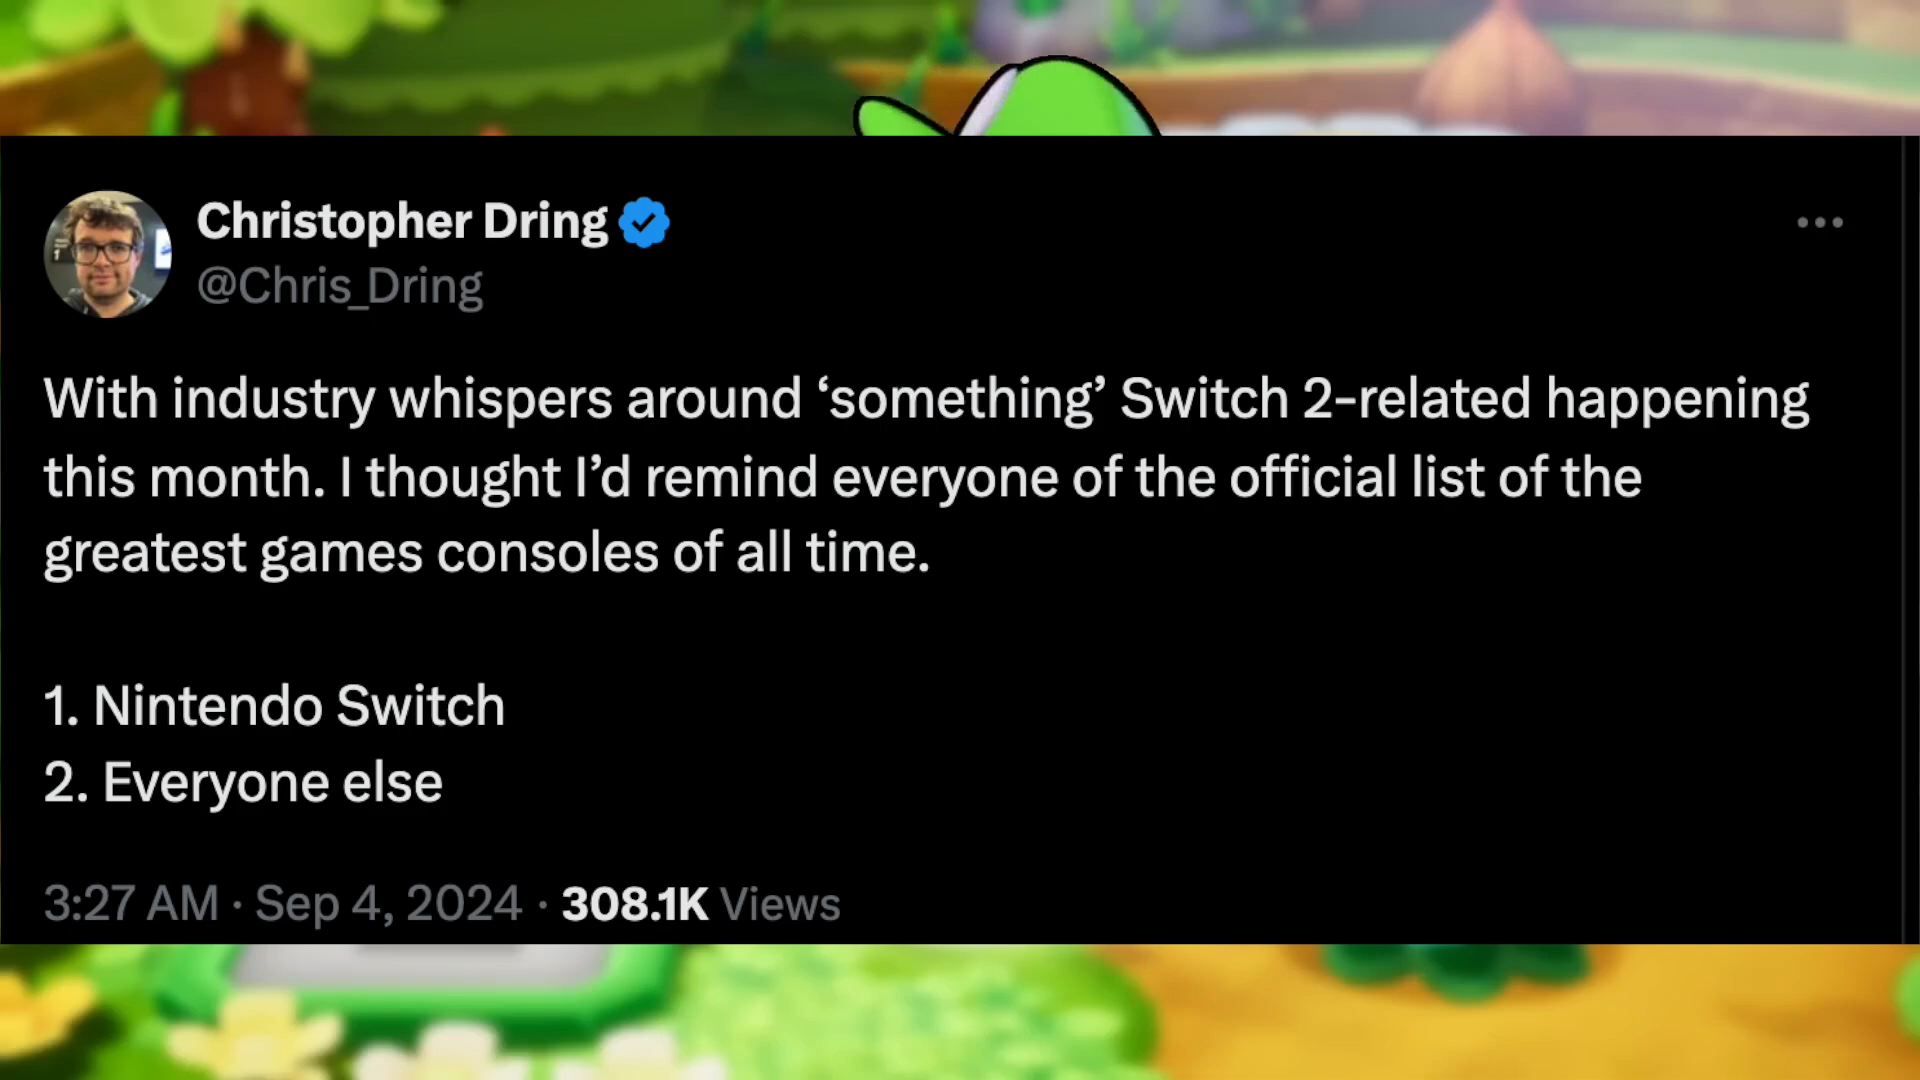 Christopher Dring
@Chris_Dring
With industry whispers around ‘something’ Switch 2-related happening
this month. I thought I’d remind everyone of the official list of the
greatest games consoles of all time.
1. Nintendo Switch
2. Everyone else
3:27 AM · Sep 4, 2024 · 308.1K Views